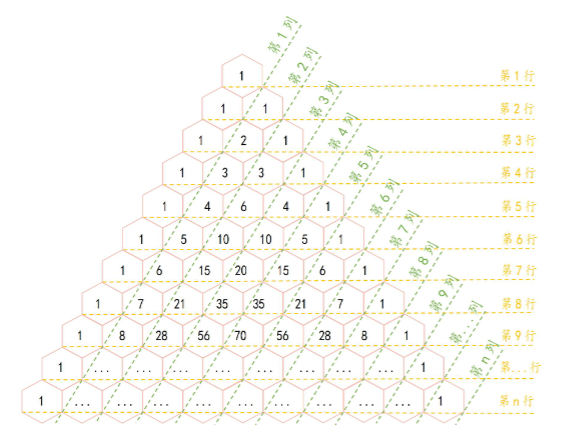 第1列
1 第1行
第2列
1 1 第2行
第3列
1 2 1 第3行
第4列
1 3 3 1 第4行
第5列
1 4 6 4 1 第5行
第6列
1 5 10 10 5 1 第6行
第7列
1 6 15 20 15 6 1 第7行
第8列
1 7 21 35 35 21 7 1 第8行
第9列
1 8 28 56 70 56 28 8 1 第9行
第...列
1 ... ... ... ... ... ... ... ... 1 第...行
第n列
1 ... ... ... ... ... ... ... ... ... 1 第n行